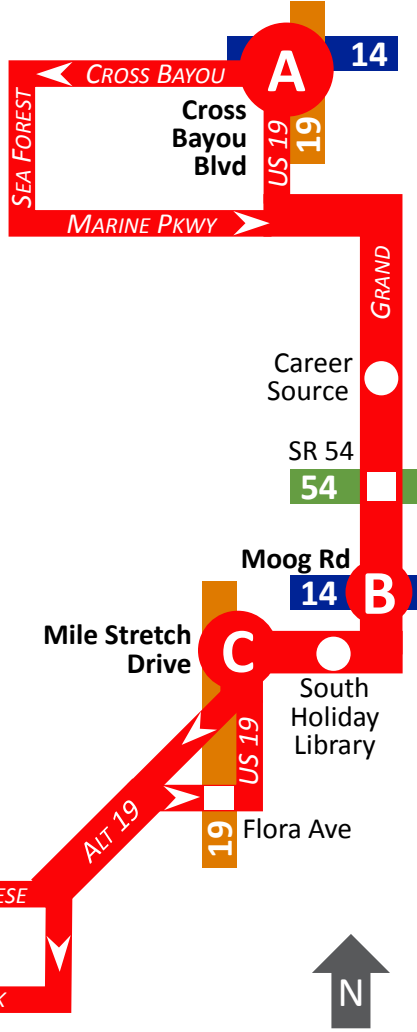 A
14
CROSS BAYOU
Cross
Bayou
Blvd
US 19
19
SEA FOREST
MARINE PKWY
GRAND
Career
Source
SR 54
54
Moog Rd
14
B
Mile Stretch
Drive
C
South
Holiday
Library
US 19
ALT 19
19
Flora Ave
N